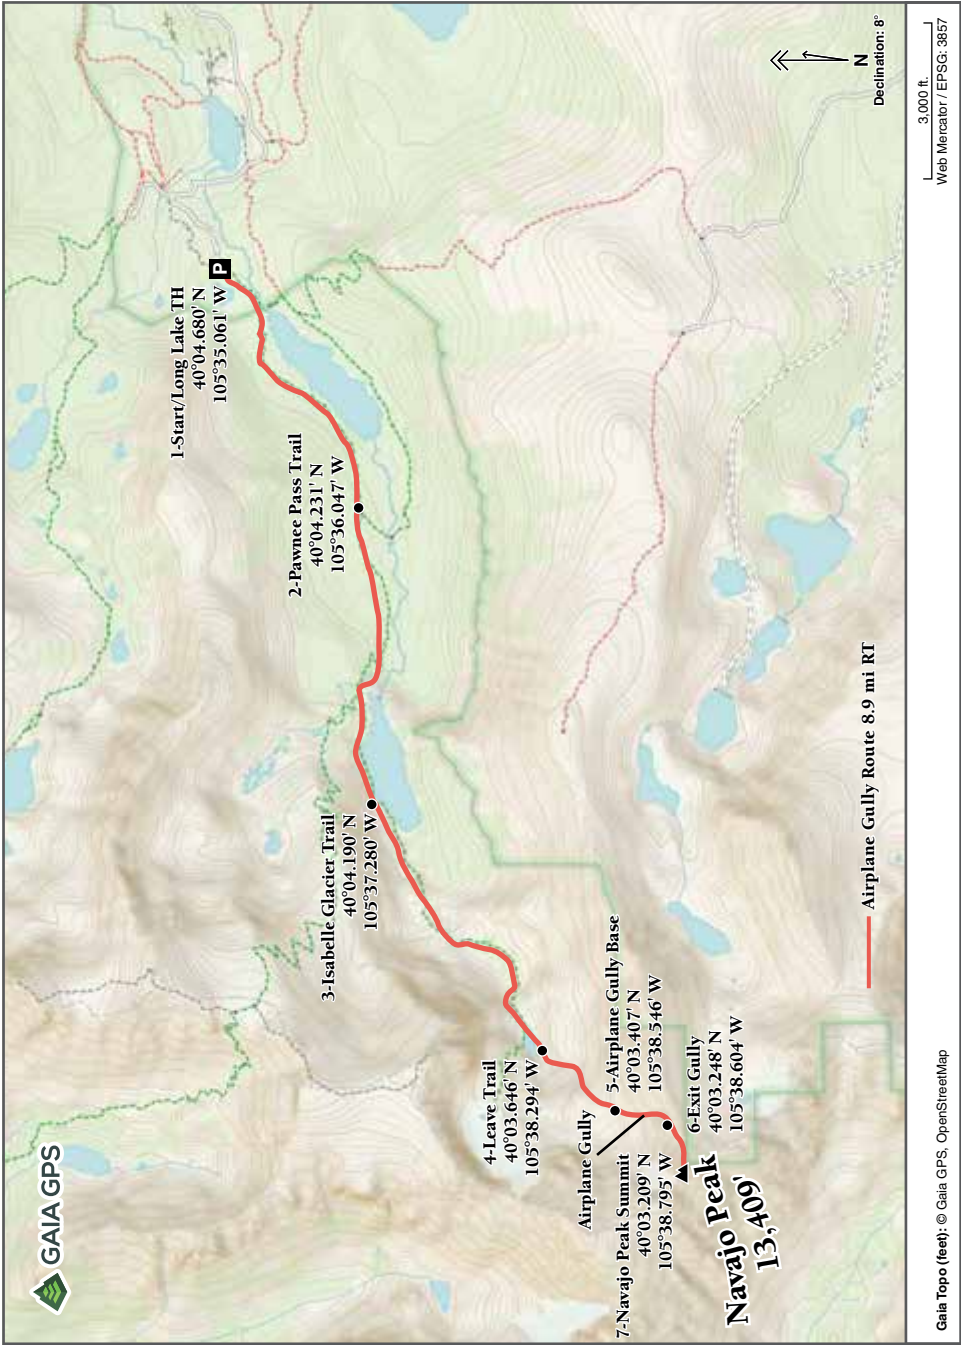 GAIA GPS
1-Start/Long Lake TH
40°04.680' N
105°35.061' W
P
2-Pawnee Pass Trail
40°04.231' N
105°36.047' W
3-Isabelle Glacier Trail
40°04.190' N
105°37.280' W
4-Leave Trail
40°03.646' N
105°38.294' W
Airplane Gully
5-Airplane Gully Base
40°03.407' N
105°38.546' W
6-Exit Gully
40°03.248' N
105°38.604' W
7-Navajo Peak Summit
40°03.209' N
105°38.795' W
Navajo Peak
13,409'
Airplane Gully Route 8.9 mi RT
N
Declination: 8°
Gaia Topo (feet): © Gaia GPS, OpenStreetMap
3,000 ft.
Web Mercator / EPSG: 3857